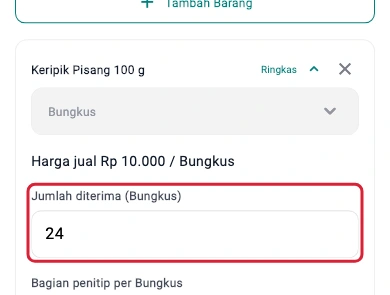 Tambah Barang
Keripik Pisang 100 g
Ringkas
Bungkus
Harga jual Rp 10.000 / Bungkus
Jumlah diterima (Bungkus)
24
Bagian penitip per Bungkus